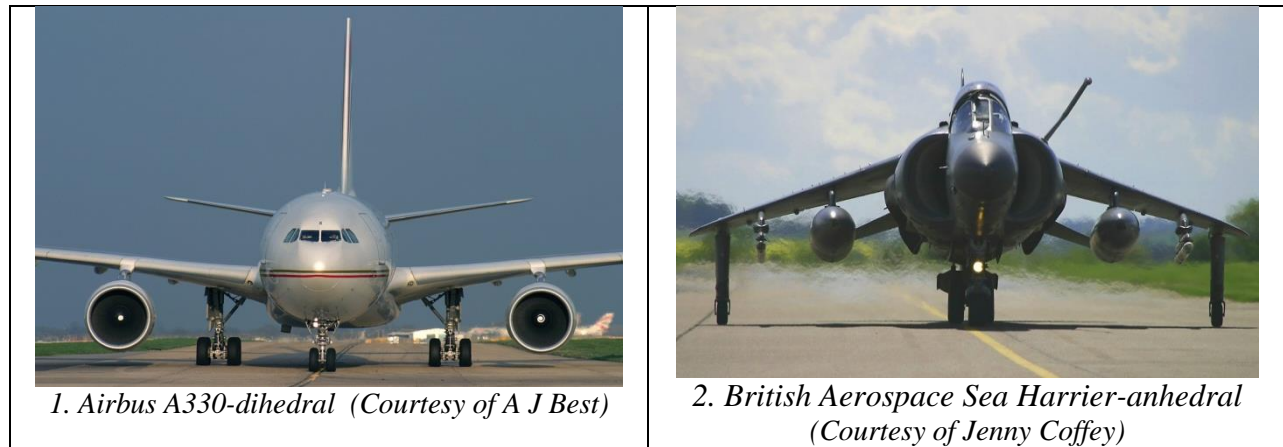 1. Airbus A330-dihedral (Courtesy of A J Best)
2. British Aerospace Sea Harrier-anhedral
(Courtesy of Jenny Coffey)